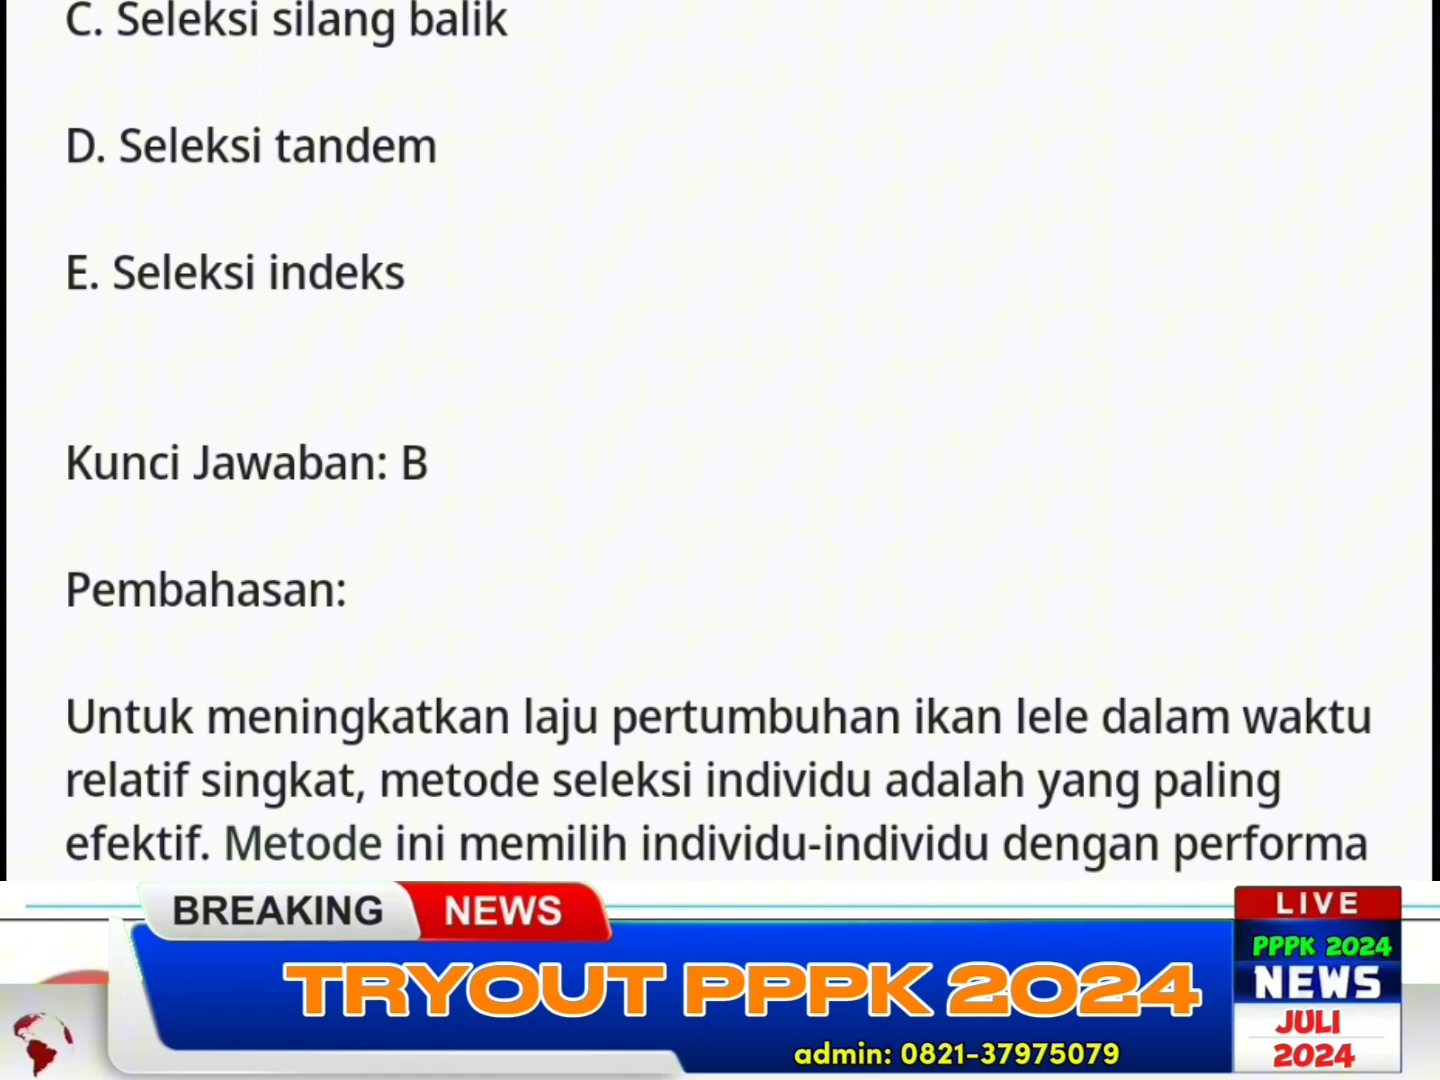 C. Seleksi silang balik
D. Seleksi tandem
E. Seleksi indeks
Kunci Jawaban: B
Pembahasan:
Untuk meningkatkan laju pertumbuhan ikan lele dalam waktu
relatif singkat, metode seleksi individu adalah yang paling
efektif. Metode ini memilih individu-individu dengan performa
BREAKING NEWS
TRYOUT PPPK 2024
admin: 0821-37975079
LIVE
PPPK 2024
NEWS
JULI
2024